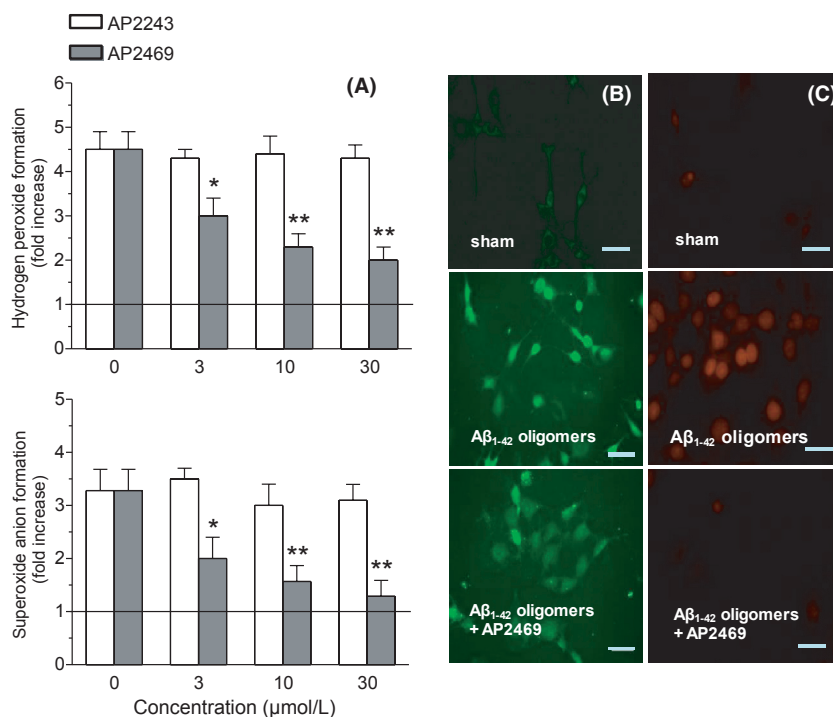 AP2243
AP2469
(A)
6
5
4
3
2
1
0
Hydrogen peroxide formation
(fold increase)
*
**
**
0 3 10 30
5
4
3
2
1
0
Superoxide anion formation
(fold increase)
*
**
**
0 3 10 30
Concentration (µmol/L)
(B)
sham
Aβ1–42 oligomers
Aβ1–42 oligomers
+ AP2469
(C)
sham
Aβ1–42 oligomers
Aβ1–42 oligomers
+ AP2469